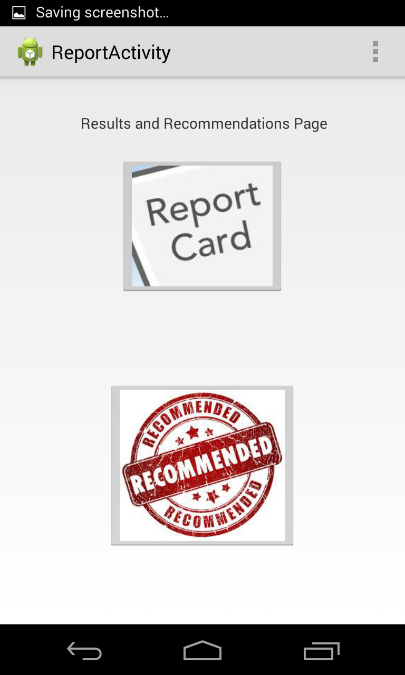 Saving screenshot...
ReportActivity
Results and Recommendations Page
Report
Card
RECOMMENDED
RECOMMENDED
RECOMMENDED